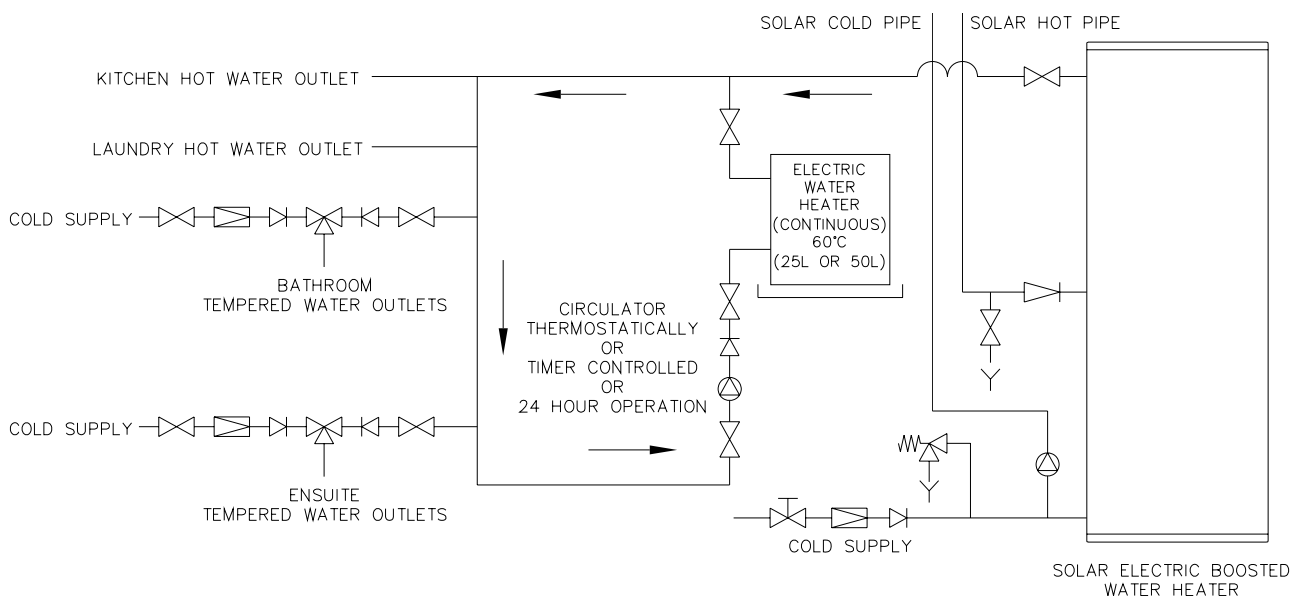 SOLAR COLD PIPE
SOLAR HOT PIPE
KITCHEN HOT WATER OUTLET
LAUNDRY HOT WATER OUTLET
ELECTRIC
WATER
HEATER
(CONTINUOUS)
60°C
(25L OR 50L)
COLD SUPPLY
BATHROOM
TEMPERED WATER OUTLETS
CIRCULATOR
THERMOSTATICALLY
OR
TIMER CONTROLLED
OR
24 HOUR OPERATION
COLD SUPPLY
ENSUITE
TEMPERED WATER OUTLETS
COLD SUPPLY
SOLAR ELECTRIC BOOSTED
WATER HEATER